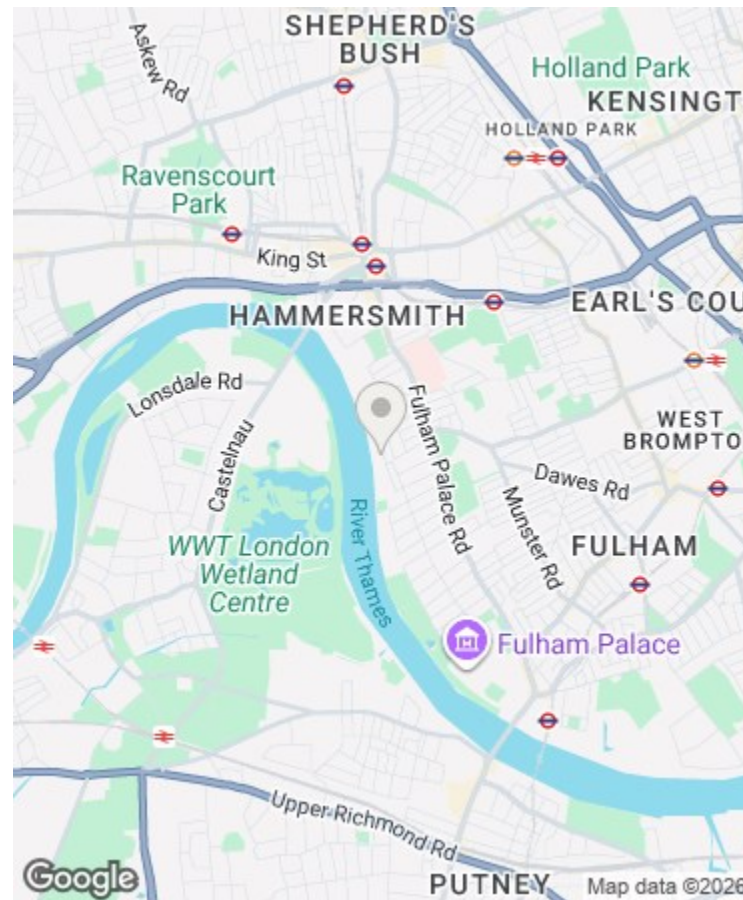 SHEPHERD'S
BUSH
Askew Rd
Holland Park
KENSINGT
HOLLAND PARK
Ravenscourt
Park
King St
HAMMERSMITH
EARL'S COU
Lonsdale Rd
Castelnau
Fulham Palace Rd
WEST
BROMPTO
Dawes Rd
Munster Rd
River Thames
WWT London
Wetland
Centre
FULHAM
Fulham Palace
Upper Richmond Rd
PUTNEY
Google
Map data ©2026